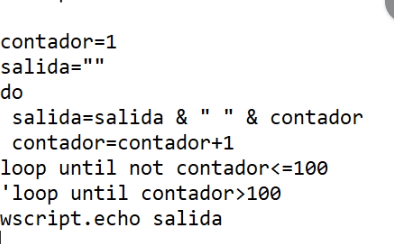 contador=1
salida=""
do
 salida=salida & " " & contador
 contador=contador+1
loop until not contador<=100
'loop until contador>100
wscript.echo salida